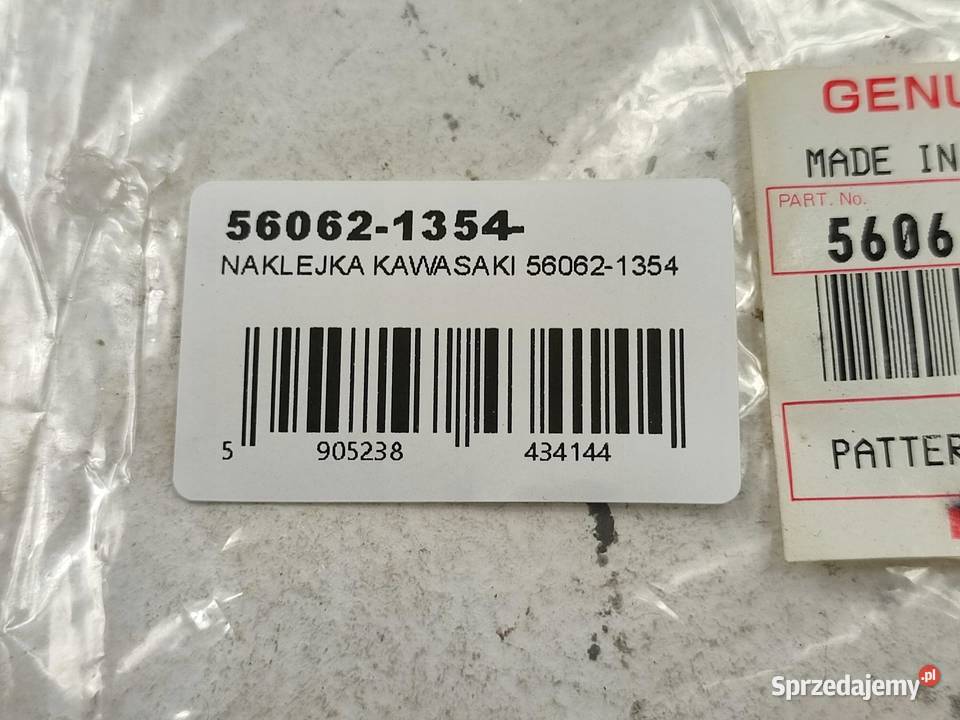 56062-1354-
NAKLEJKA KAWASAKI 56062-1354
5 905238 434144
GENU
MADE IN
PART. No.
5606
PATTER
Sprzedajemy.pl